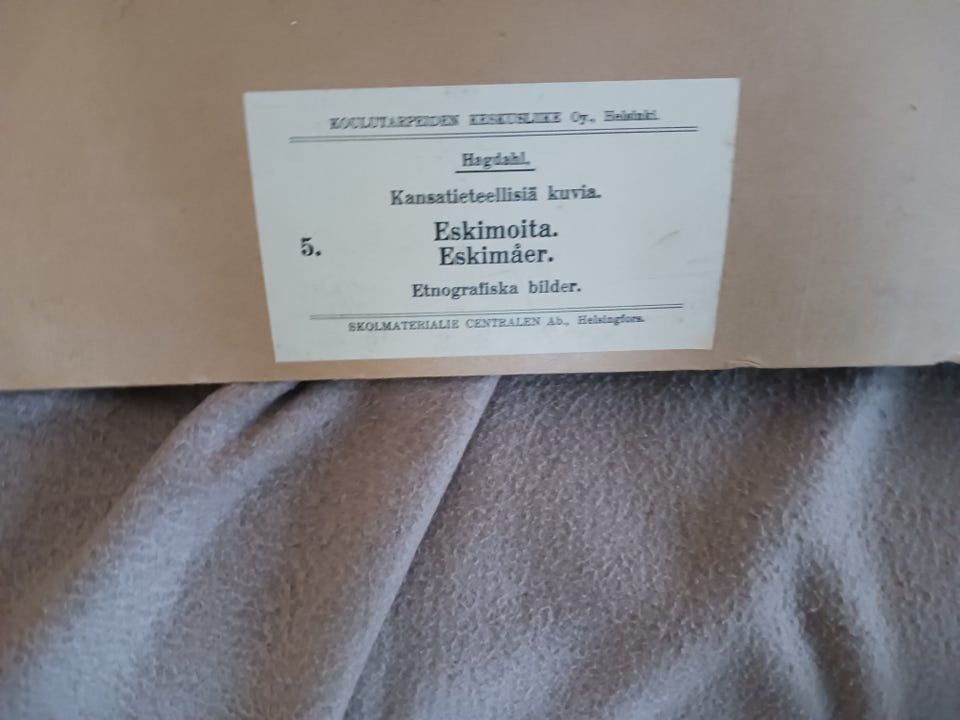 KOULUTARPEIDEN KESKUSLIIKE Oy., Helsinki.
Hagdahl.
Kansatieteellisiä kuvia.
5.
Eskimoita.
Eskimåer.
Etnografiska bilder.
SKOLMATERIALIE CENTRALEN Ab., Helsingfors.